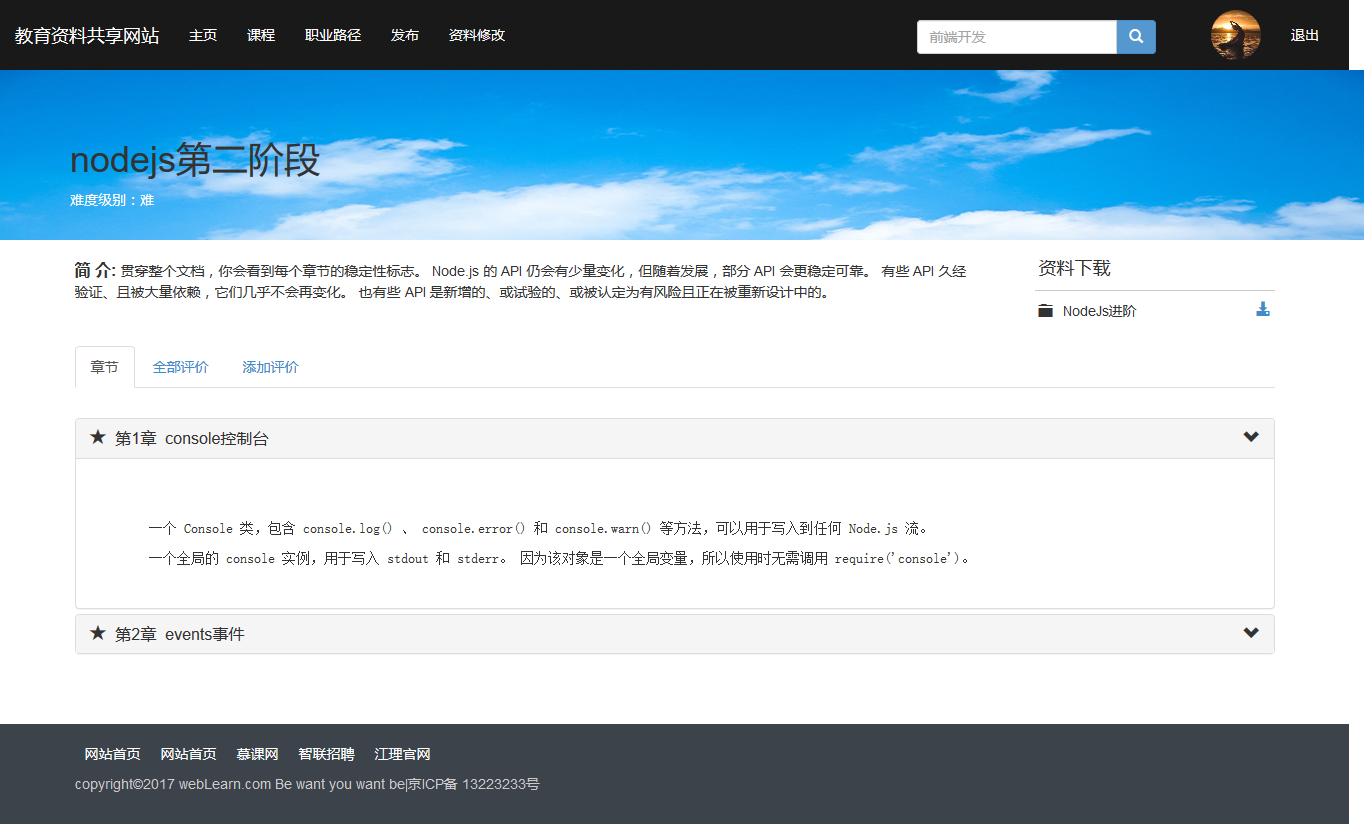 教育资料共享网站 主页 课程 职业路径 发布 资料修改 前端开发 退出
nodejs第二阶段
难度级别：难
简 介: 贯穿整个文档，你会看到每个章节的稳定性标志。 Node.js 的 API 仍会有少量变化，但随着发展，部分 API 会更稳定可靠。 有些 API 久经
验证、且被大量依赖，它们几乎不会再变化。 也有些 API 是新增的、或试验的、或被认定为有风险且正在被重新设计中的。
资料下载
NodeJs进阶
章节 全部评价 添加评价
★ 第1章 console控制台
一个 Console 类，包含 console.log() 、 console.error() 和 console.warn() 等方法，可以用于写入到任何 Node.js 流。
一个全局的 console 实例，用于写入 stdout 和 stderr。 因为该对象是一个全局变量，所以使用时无需调用 require('console')。
★ 第2章 events事件
网站首页 网站首页 慕课网 智联招聘 江理官网
copyright©2017 webLearn.com Be want you want be|京ICP备 13223233号